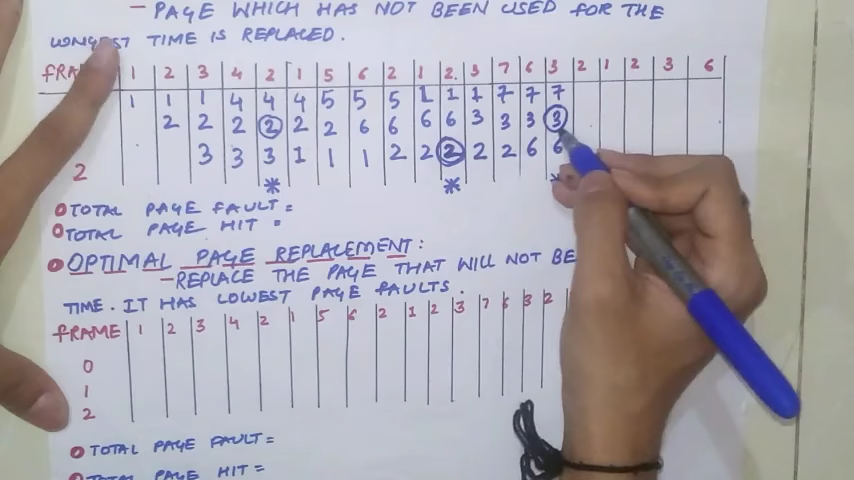 - PAGE WHICH HAS NOT BEEN USED FOR THE
LONGEST TIME IS REPLACED.
1 2 3 4 2 1 5 6 2 1 2. 3 7 6 3 2 1 2 3 6
1 1 1 4 4 4 5 5 5 1 1 1 7 7 7
2 2 2 2 2 2 6 6 6 6 3 3 3 3
3 3 3 1 1 1 2 2 2 2 2 6 6
2
* * *
TOTAL PAGE FAULT =
TOTAL PAGE HIT =
OPTIMAL PAGE REPLACEMENT:
- REPLACE THE PAGE THAT WILL NOT BE
TIME. IT HAS LOWEST PAGE FAULTS.
FRAME 1 2 3 4 2 1 5 6 2 1 2 3 7 6 3 2
0
1
2
TOTAL PAGE FAULT =
TOTAL PAGE HIT =